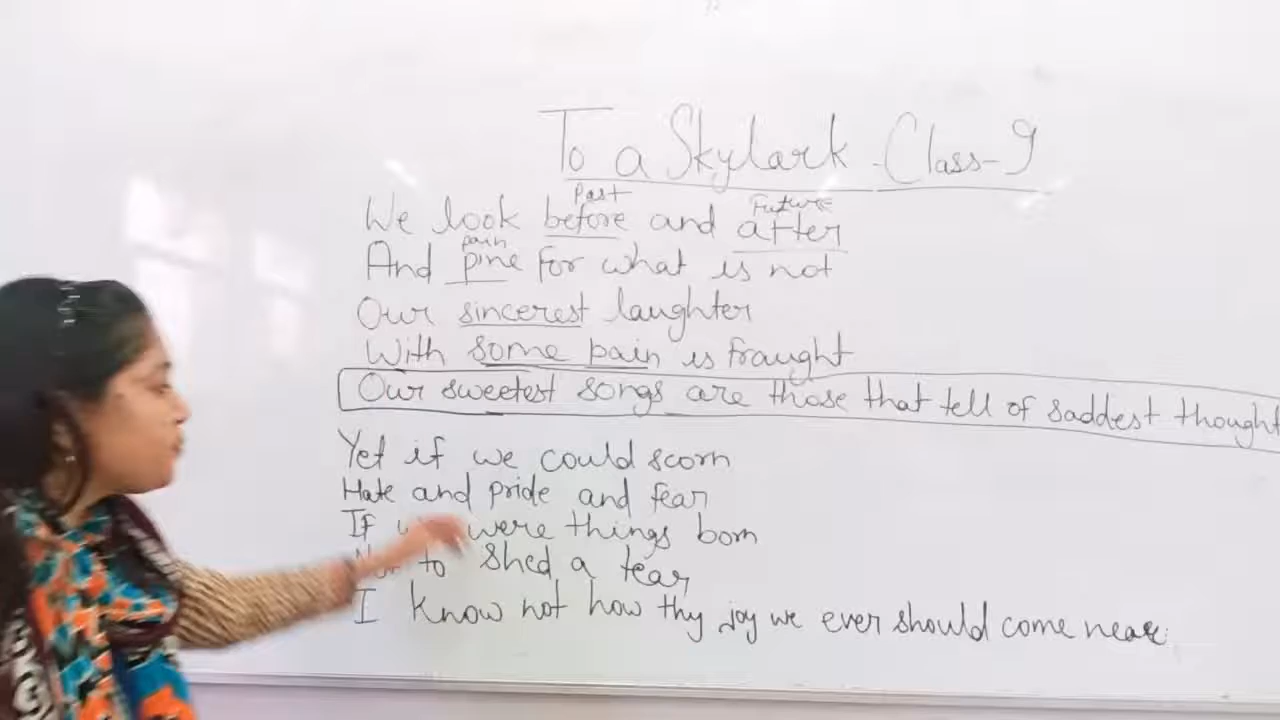 To a Skylark - Class-9
Past Future
We look before and after
pain
And pine for what is not
Our sincerest laughter
With some pain is fraught
Our sweetest songs are those that tell of saddest thought
Yet if we could scorn
Hate and pride and fear
If were things born
to shed a tear
I know not how thy joy we ever should come near.